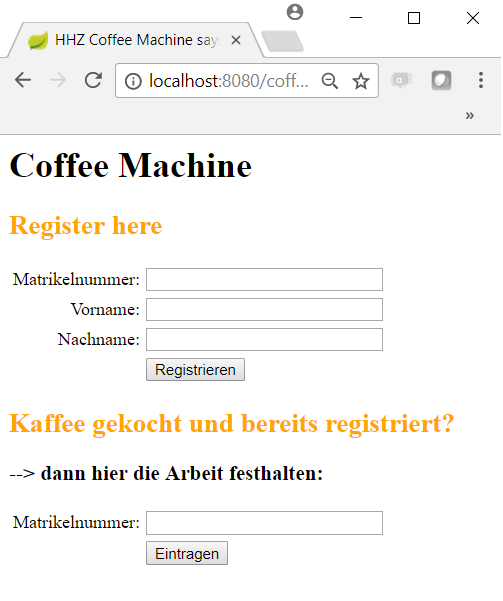 HHZ Coffee Machine say
localhost:8080/coff...
»
Coffee Machine
Register here
Matrikelnummer:
Vorname:
Nachname:
Registrieren
Kaffee gekocht und bereits registriert?
--> dann hier die Arbeit festhalten:
Matrikelnummer:
Eintragen